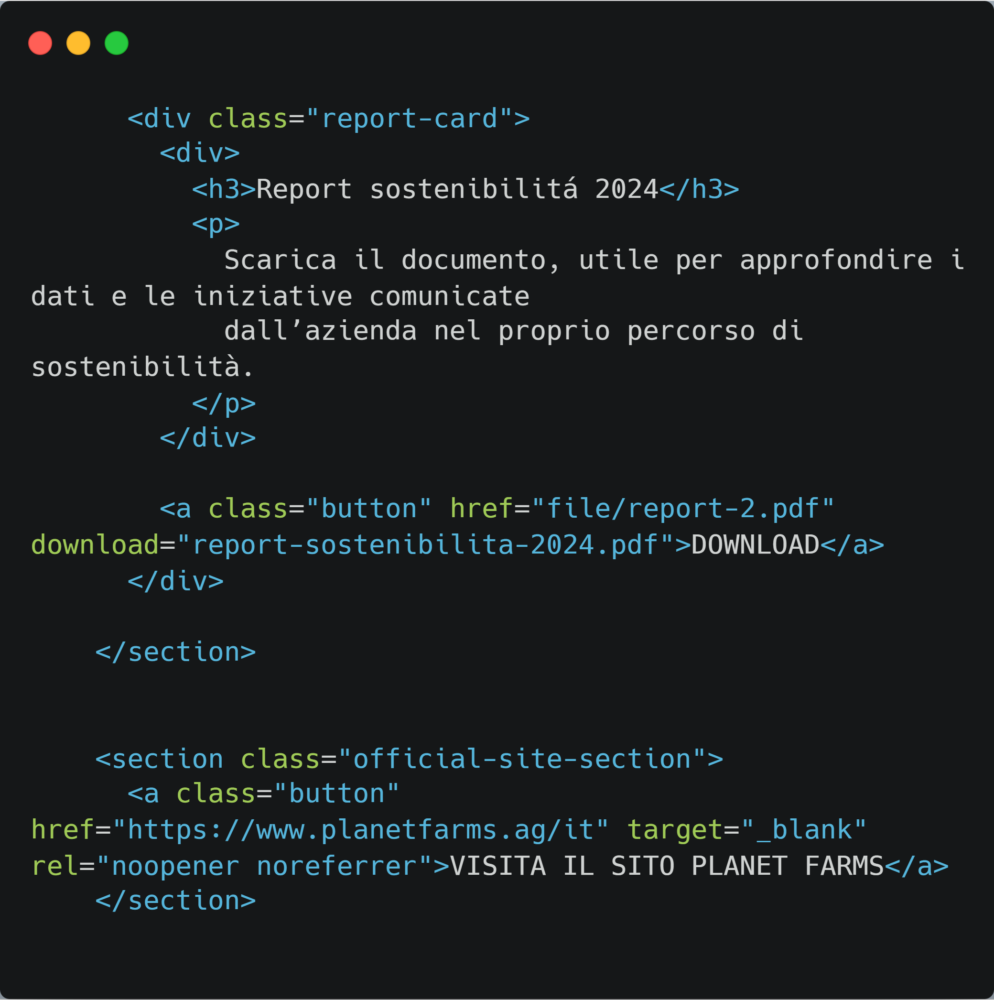 <div class="report-card">
<div>
<h3>Report sostenibilitá 2024</h3>
<p>
Scarica il documento, utile per approfondire i
dati e le iniziative comunicate
dall’azienda nel proprio percorso di
sostenibilità.
</p>
</div>
<a class="button" href="file/report-2.pdf"
download="report-sostenibilita-2024.pdf">DOWNLOAD</a>
</div>
</section>
<section class="official-site-section">
<a class="button"
href="https://www.planetfarms.ag/it" target="_blank"
rel="noopener noreferrer">VISITA IL SITO PLANET FARMS</a>
</section>